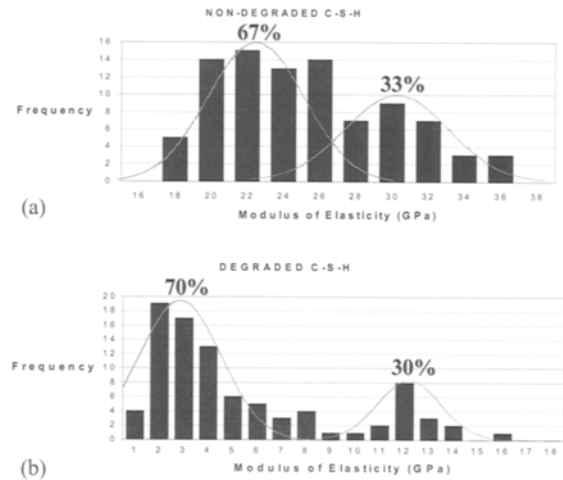 NON-DEGRADED C-S-H
67%
33%
16
14
12
10
8
6
4
2
0
Frequency
16 18 20 22 24 26 28 30 32 34 36 38
Modulus of Elasticity (GPa)
(a)
DEGRADED C-S-H
70%
30%
20
18
16
14
12
10
8
6
4
2
0
Frequency
1 2 3 4 5 6 7 8 9 10 11 12 13 14 15 16 17 18
Modulus of Elasticity (GPa)
(b)